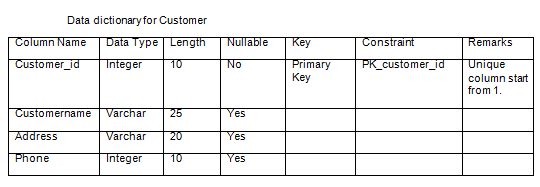 Data dictionary for Customer
Column Name Data Type Length Nullable Key Constraint Remarks
Customer_id Integer 10 No Primary Key PK_customer_id Unique column start from 1.
Customername Varchar 25 Yes
Address Varchar 20 Yes
Phone Integer 10 Yes